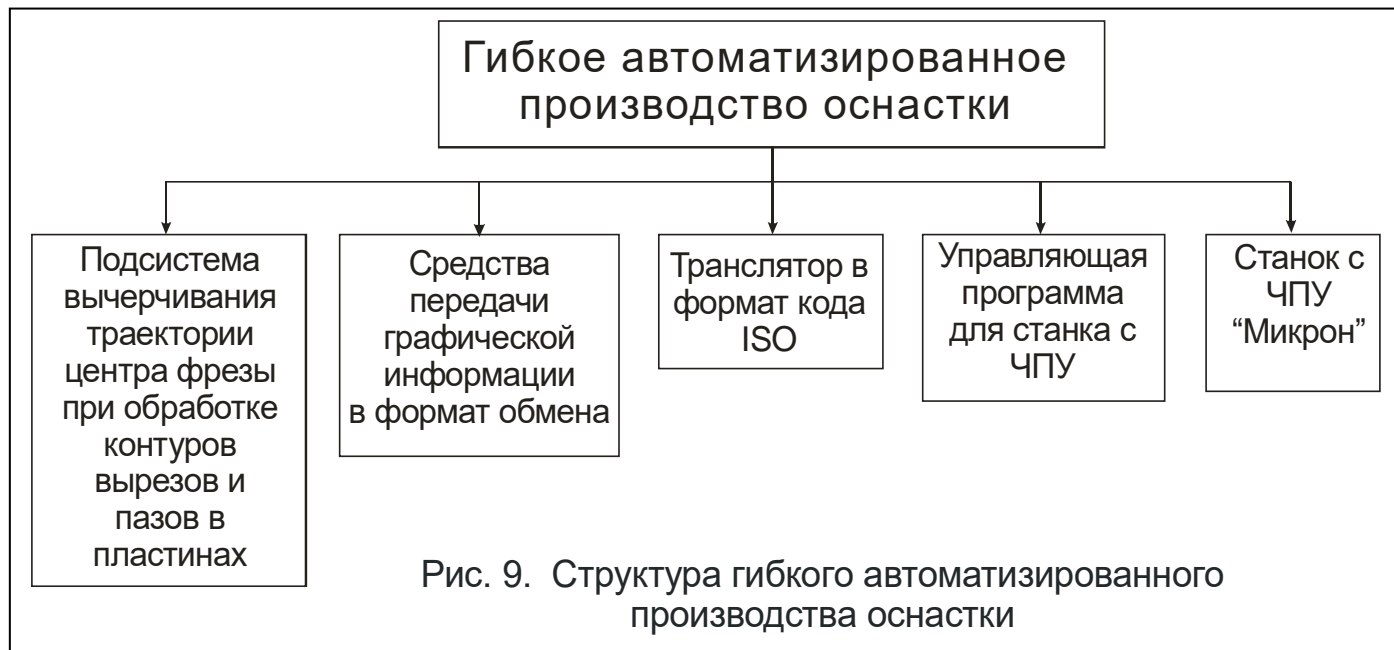 Гибкое автоматизированное
производство оснастки
Подсистема
вычерчивания
траектории
центра фрезы
при обработке
контуров
вырезов и
пазов в
пластинах
Средства
передачи
графической
информации
в формат обмена
Транслятор в
формат кода
ISO
Управляющая
программа
для станка с
ЧПУ
Станок с
ЧПУ
“Микрон”
Рис. 9. Структура гибкого автоматизированного
производства оснастки